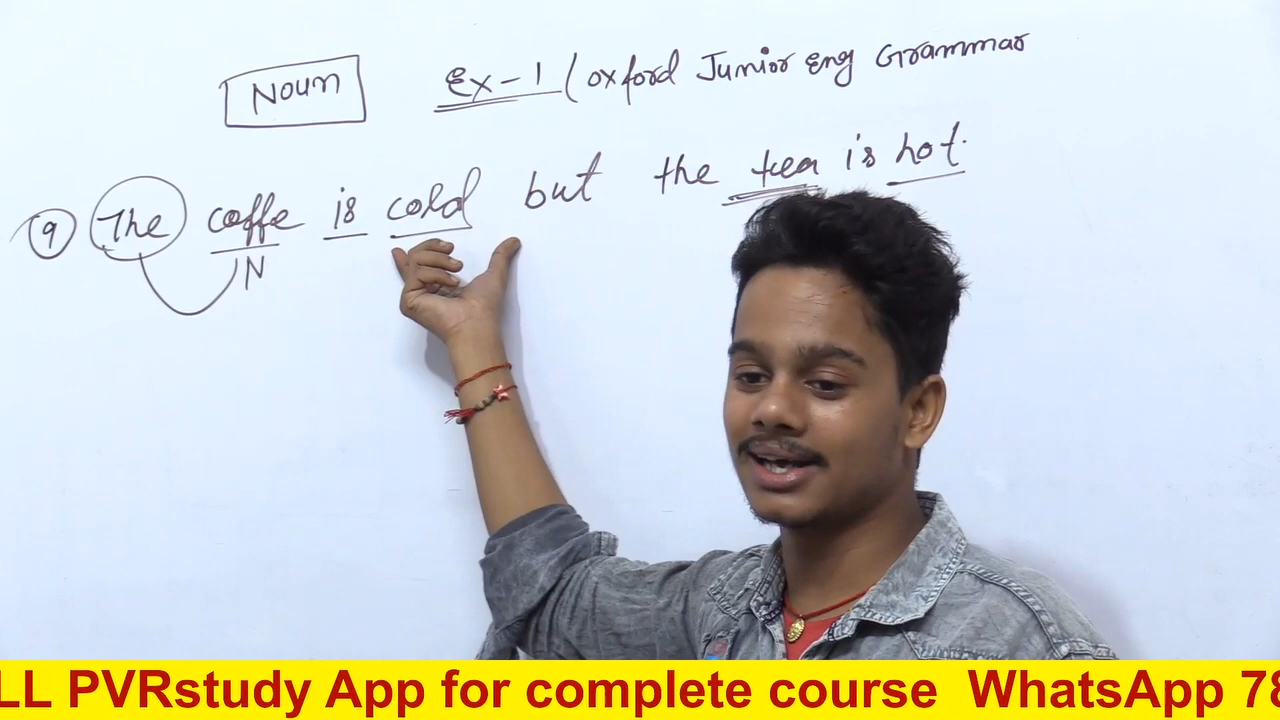 Noun Ex-1 (oxford Junior Eng Grammar
9 The coffe is cold but the tea is hot.
N
LL PVRstudy App for complete course WhatsApp 78